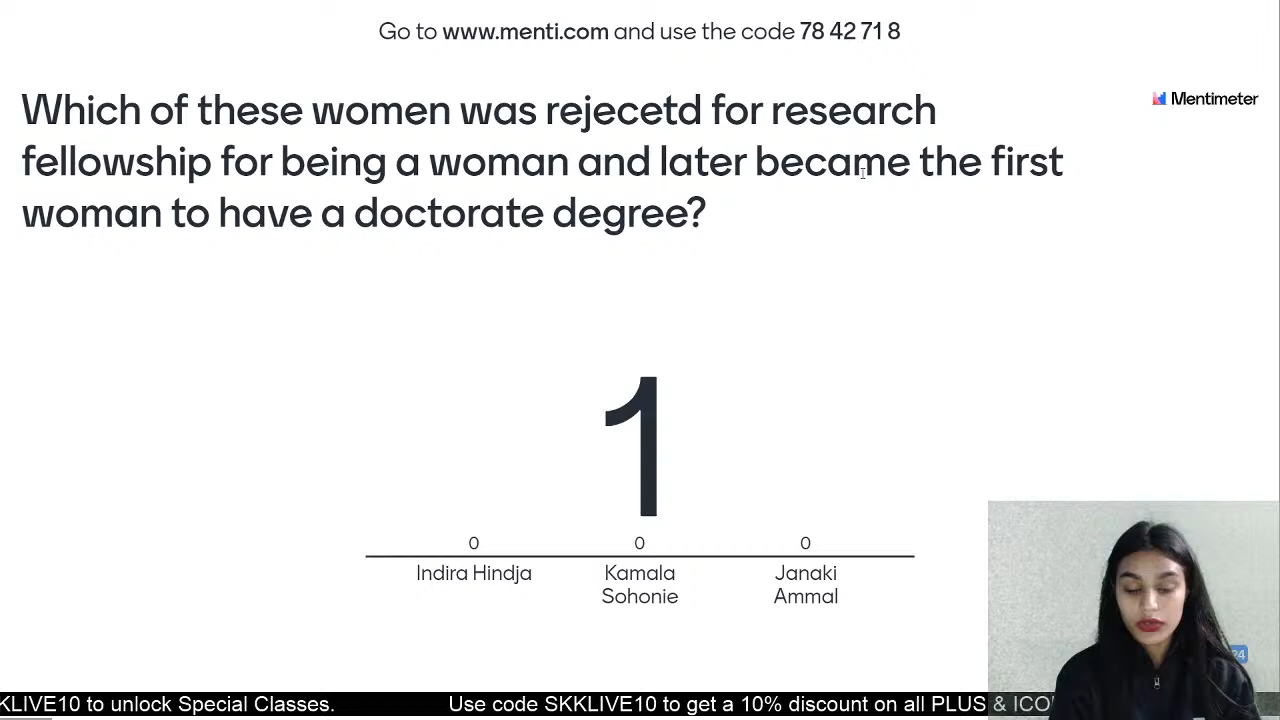 Go to www.menti.com and use the code 78 42 71 8
Mentimeter
Which of these women was rejecetd for research
fellowship for being a woman and later became the first
woman to have a doctorate degree?
1
0
0
0
Indira Hindja
Kamala
Sohonie
Janaki
Ammal
24
KLIVE10 to unlock Special Classes. Use code SKKLIVE10 to get a 10% discount on all PLUS & ICO